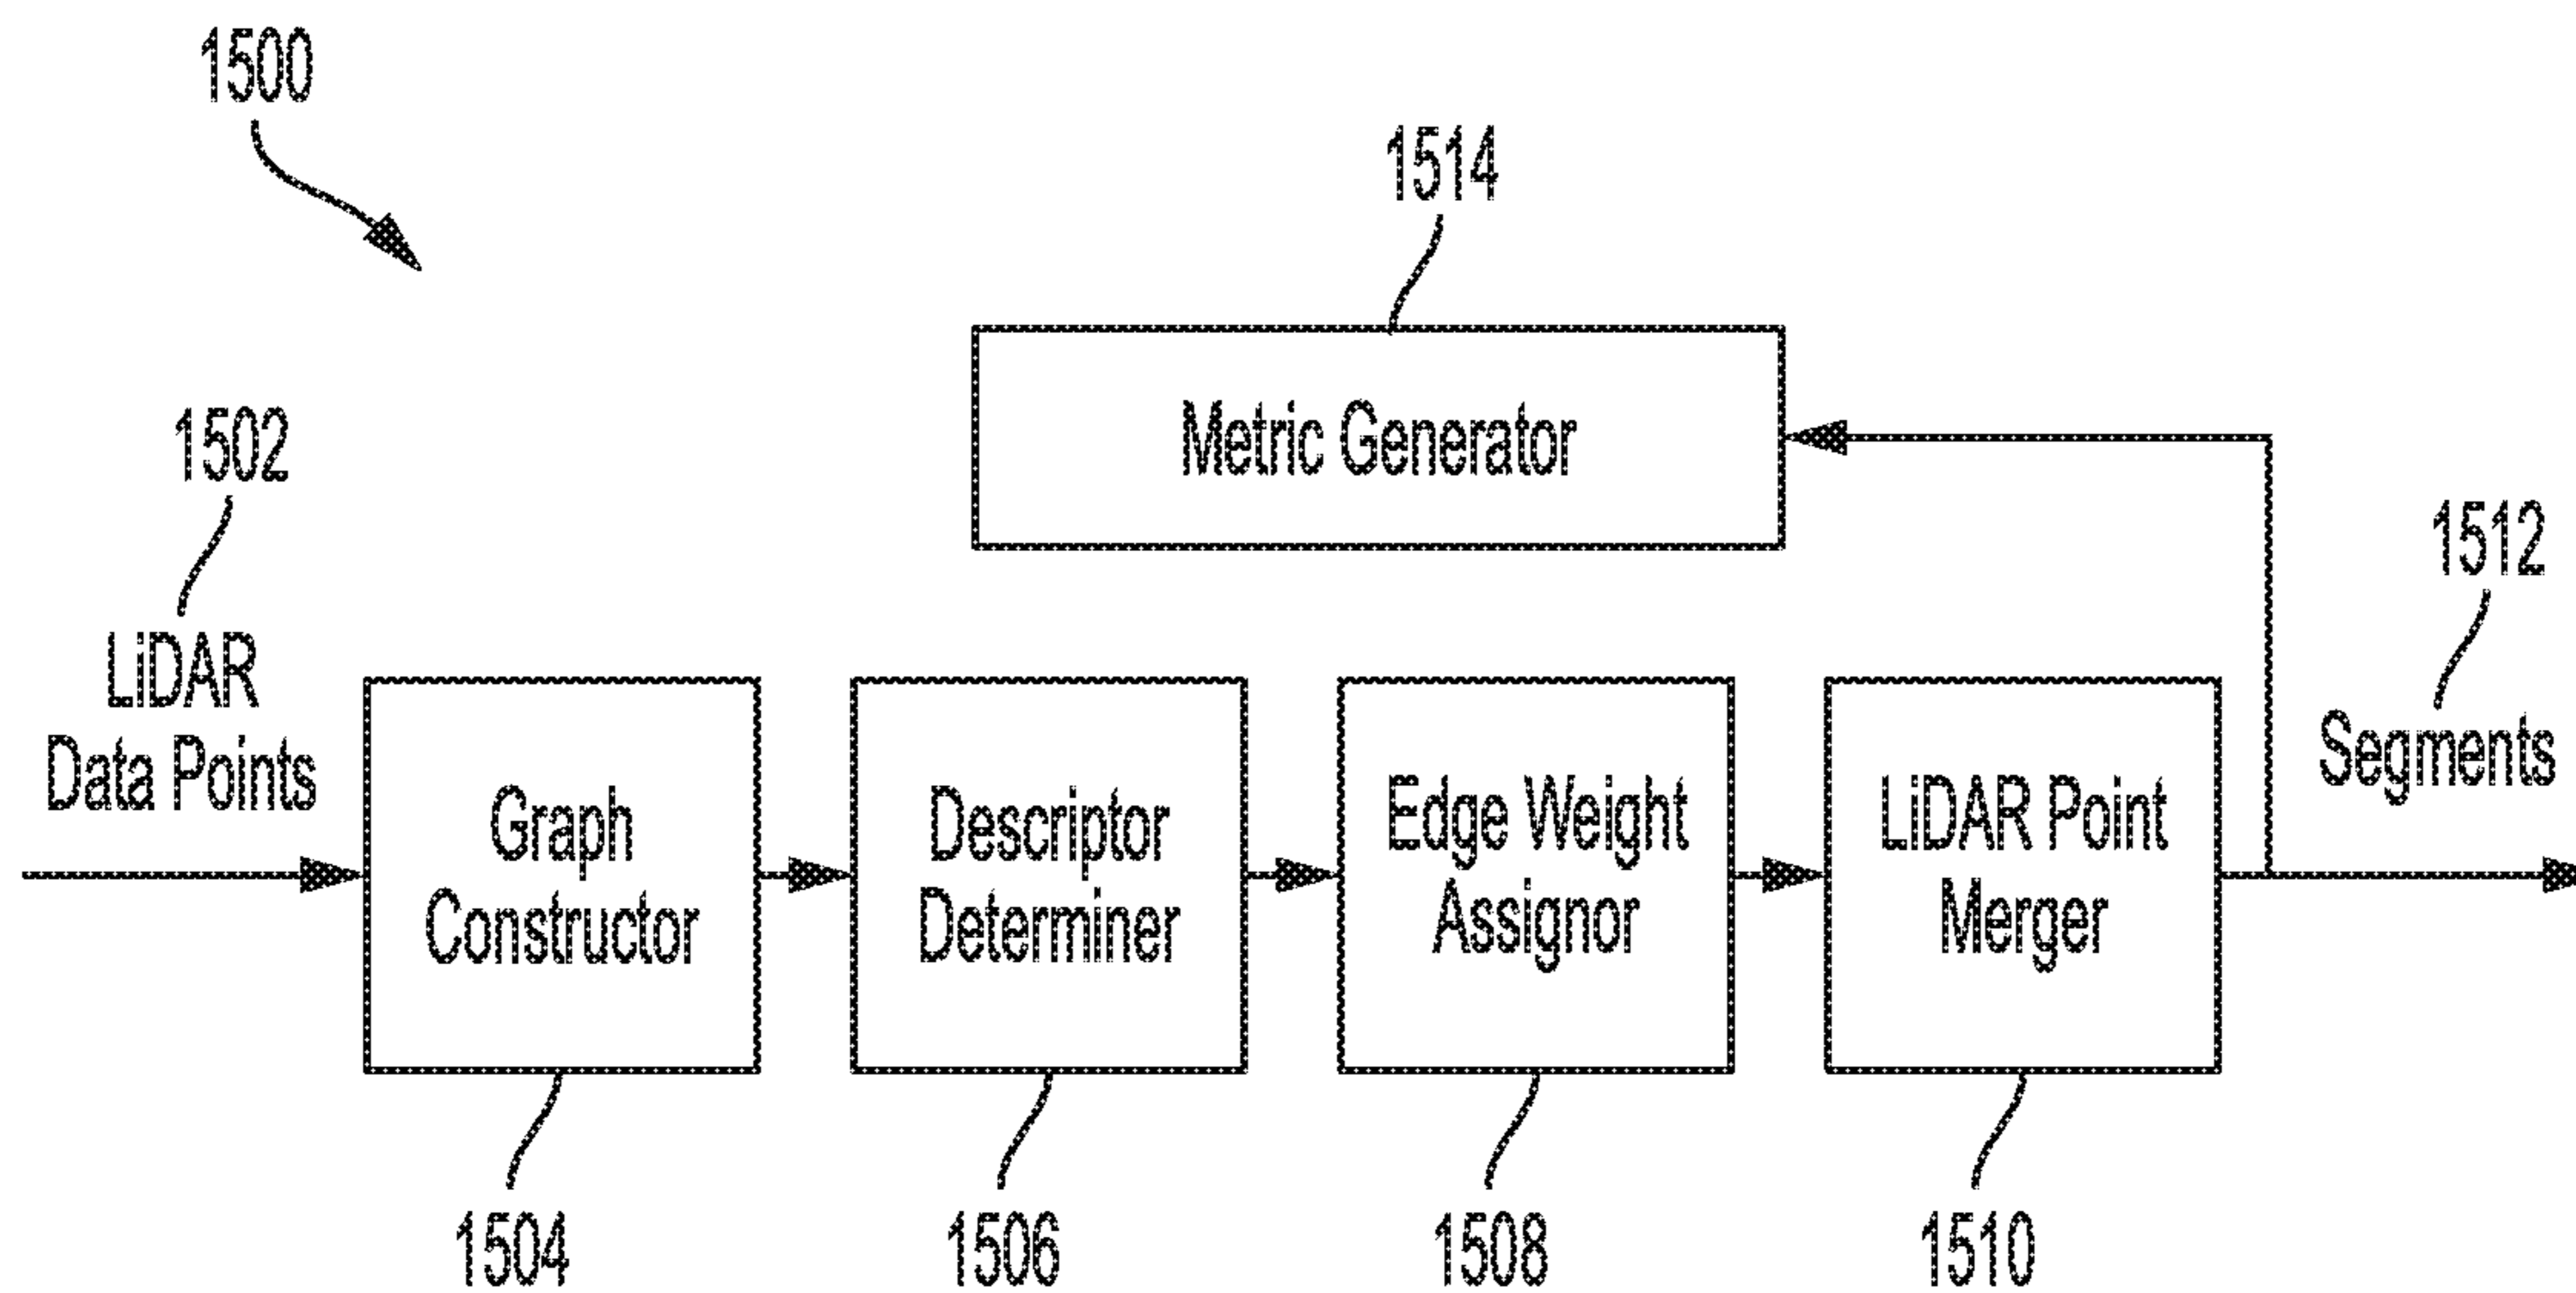 1500
1514
Metric Generator
1502
LiDAR
Data Points
1512
Segments
Graph
Constructor
Descriptor
Determiner
Edge Weight
Assignor
LiDAR Point
Merger
1504
1506
1508
1510